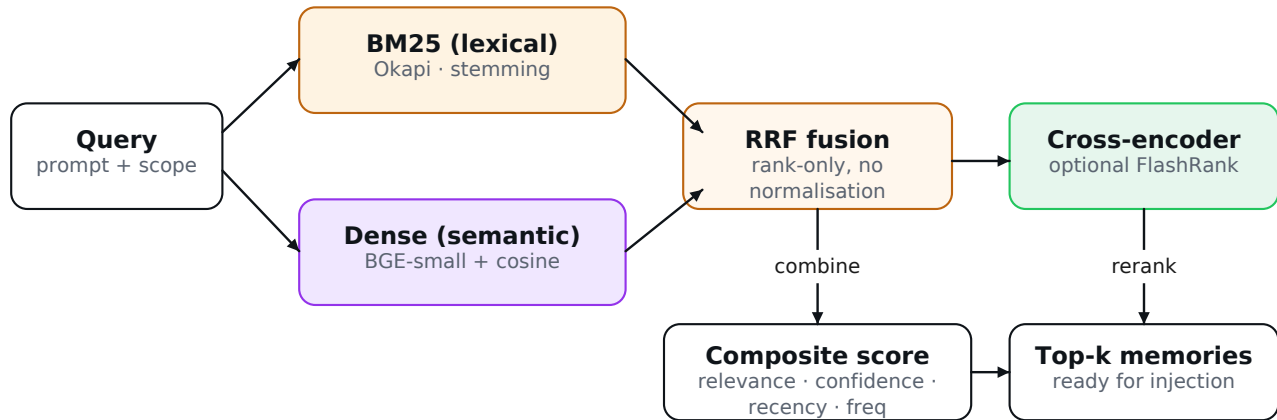 BM25 (lexical)
Okapi · stemming
Query
prompt + scope
RRF fusion
rank-only, no
normalisation
Cross-encoder
optional FlashRank
Dense (semantic)
BGE-small + cosine
combine
rerank
Composite score
relevance · confidence ·
recency · freq
Top-k memories
ready for injection